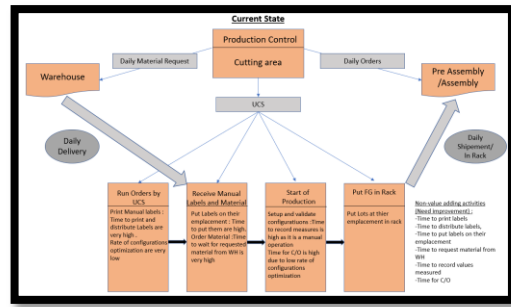 Current State
Production Control
Cutting area
Daily Material Request
Daily Orders
Warehouse
Pre Assembly
/Assembly
UCS
Daily
Delivery
Daily
Shipement/
In Rack
Run Orders by
UCS
Print Manual labels :
Time to print and
distribute Labels are
very high .
Rate of configurations
optimization are very
low
Receive Manual
Labels and Material
Put Labels on their
emplacement : Time
to put them are high.
Order Material :Time
to wait for requested
material from WH is
very high
Start of
Production
Setup and validate
configurations :Time
to record measures is
high as it is a manual
operation
Time for C/O is high
due to low rate of
configurations
optimisation
Put FG in Rack
Put Lots at thier
emplacement in rack
Non-value adding activities
(Need improvement) :
-Time to print labels
-Time to distribute labels,
-Time to put labels on their
emplacement
-Time to request material from
WH
-Time to record values
measured
-Time for C/O